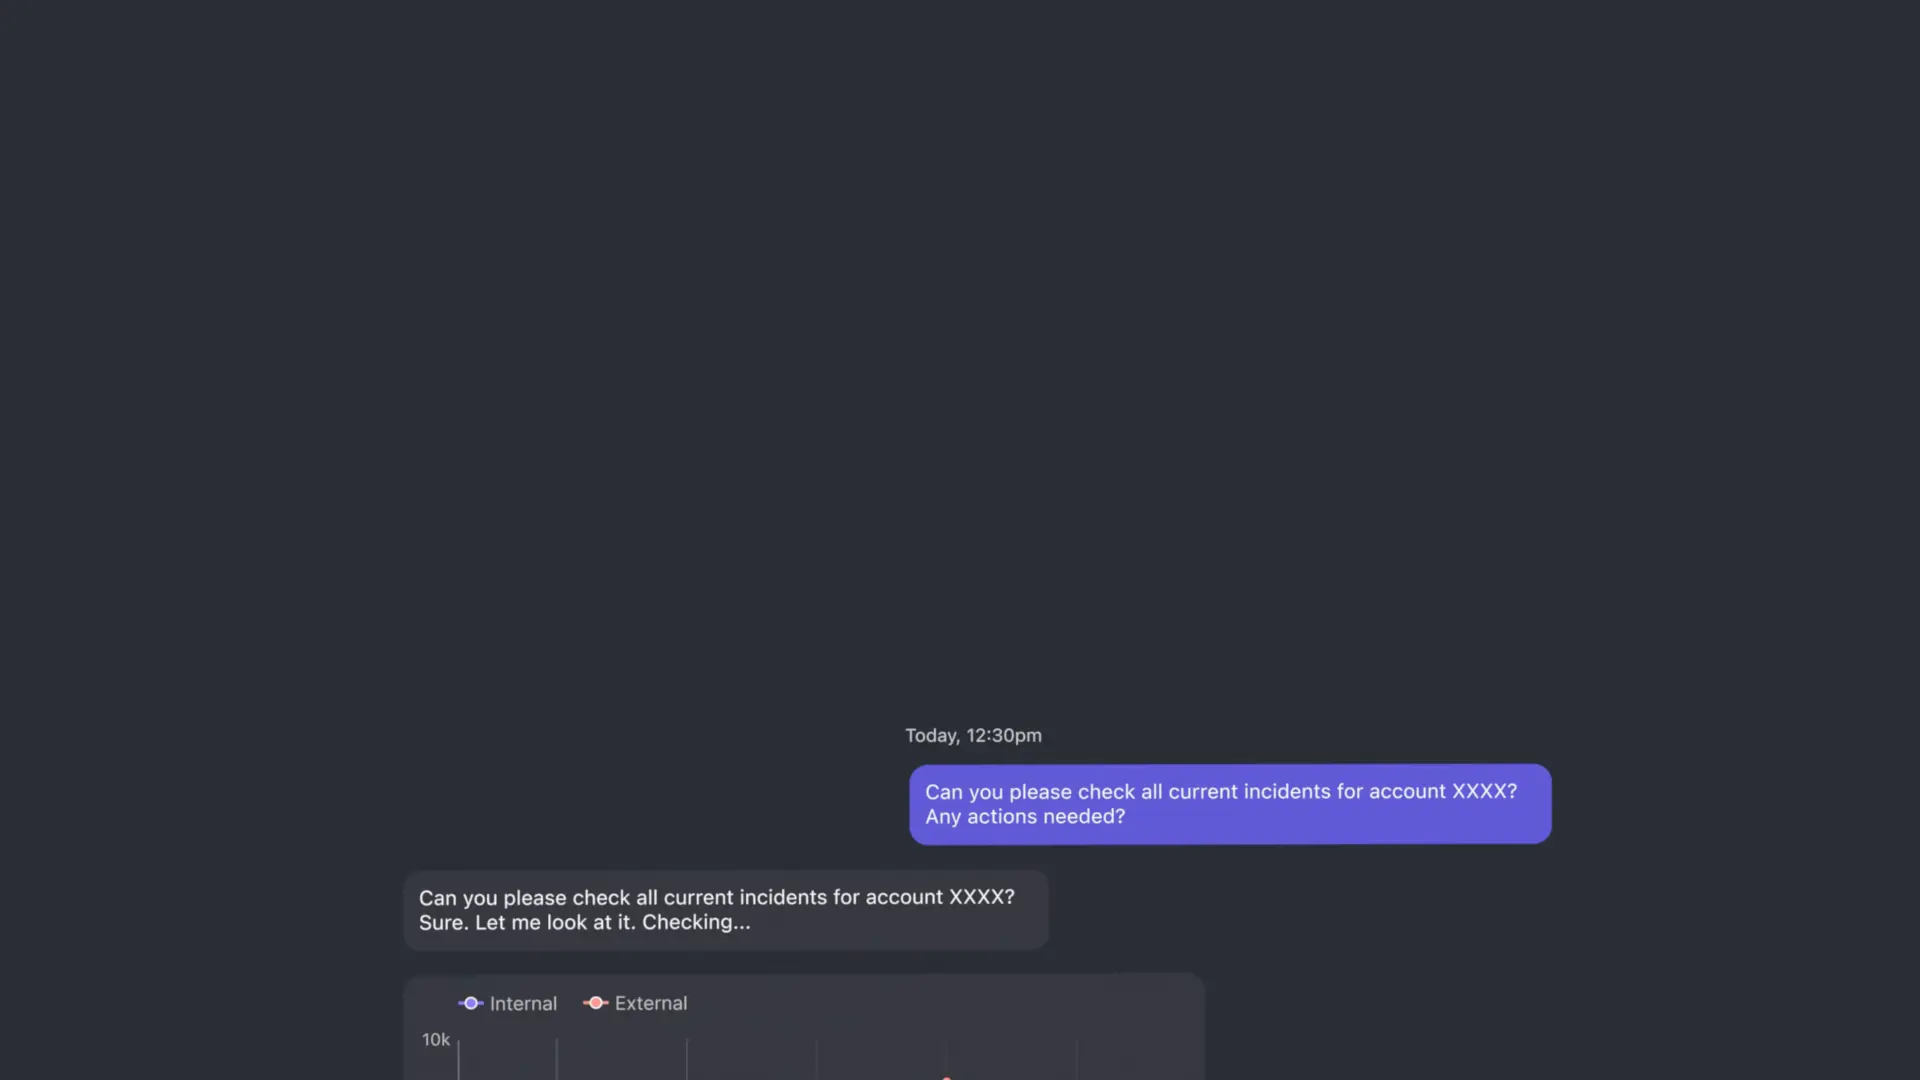 Today, 12:30pm
Can you please check all current incidents for account XXXX?
Any actions needed?
Can you please check all current incidents for account XXXX?
Sure. Let me look at it. Checking...
Internal External
10k